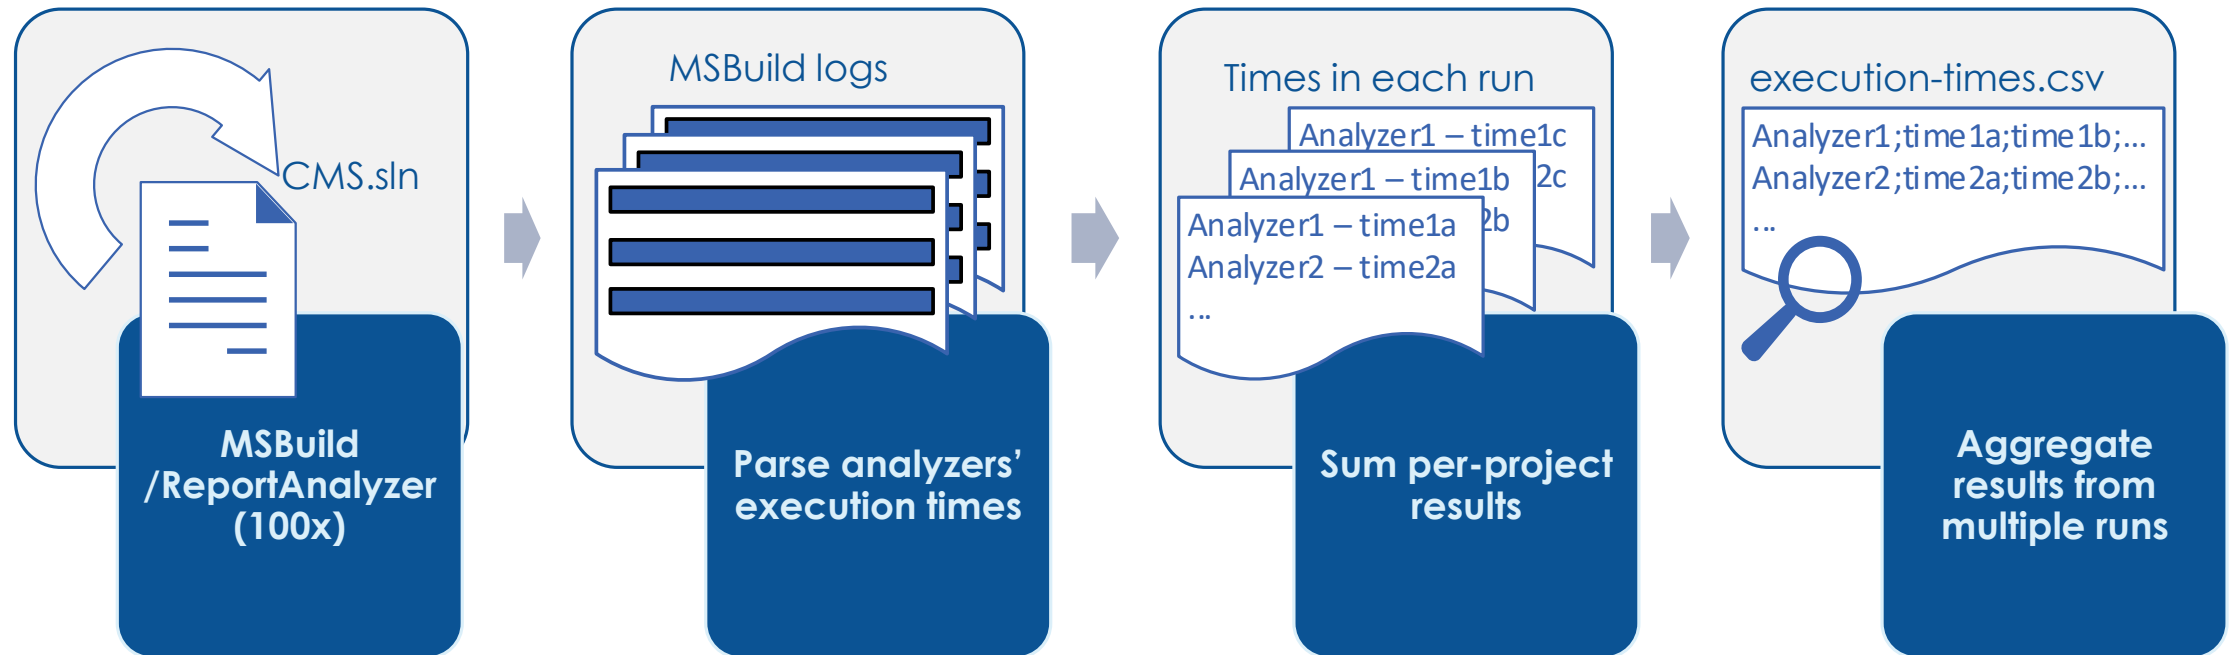 CMS.sln
MSBuild
/ReportAnalyzer
(100x)
MSBuild logs
Parse analyzers’
execution times
Times in each run
Analyzer1 – time1c
2c
Analyzer1 – time1b
2b
Analyzer1 – time1a
Analyzer2 – time2a
...
Sum per-project
results
execution-times.csv
Analyzer1;time1a;time1b;...
Analyzer2;time2a;time2b;...
...
Aggregate
results from
multiple runs